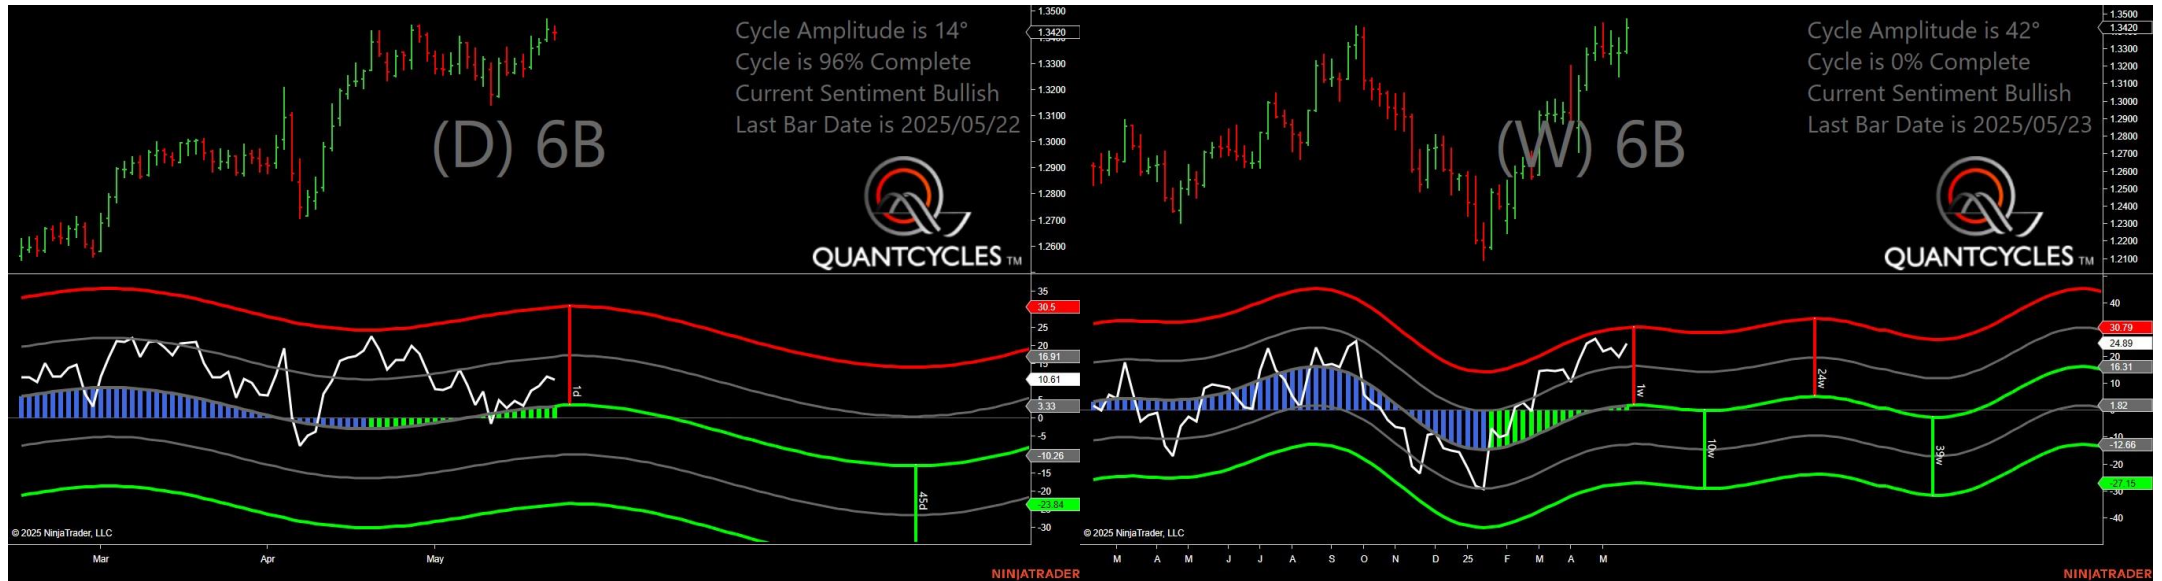 Cycle Amplitude is 14°
Cycle is 96% Complete
Current Sentiment Bullish
Last Bar Date is 2025/05/22
(D) 6B
QUANTCYCLES TM
1.3500
1.3420
1.3300
1.3200
1.3100
1.3000
1.2900
1.2800
1.2700
1.2600
35
30.5
25
20
16.91
15
10.61
5
3.33
0
-5
-10.26
-15
-20
-23.84
-30
1d
45d
© 2025 NinjaTrader, LLC
Mar
Apr
May
NINJATRADER
Cycle Amplitude is 42°
Cycle is 0% Complete
Current Sentiment Bullish
Last Bar Date is 2025/05/23
(W) 6B
QUANTCYCLES TM
1.3500
1.3420
1.3300
1.3200
1.3100
1.3000
1.2900
1.2800
1.2700
1.2600
1.2500
1.2400
1.2300
1.2200
1.2100
40
30.79
24.89
20
16.31
10
1.82
-10
-12.66
-20
-27.15
-30
-40
1w
10w
24w
39w
© 2025 NinjaTrader, LLC
M A M J J A S O N D 25 F M A M
NINJATRADER